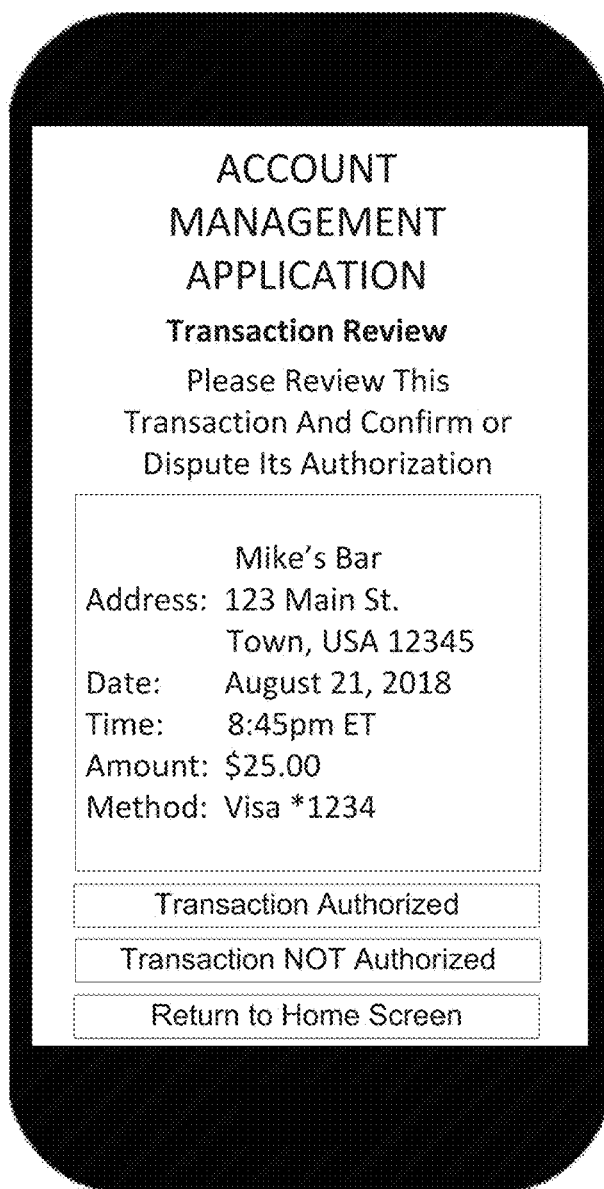 ACCOUNT
MANAGEMENT
APPLICATION
Transaction Review
Please Review This
Transaction And Confirm or
Dispute Its Authorization
Mike's Bar
Address: 123 Main St.
Town, USA 12345
Date: August 21, 2018
Time: 8:45pm ET
Amount: $25.00
Method: Visa *1234
Transaction Authorized
Transaction NOT Authorized
Return to Home Screen